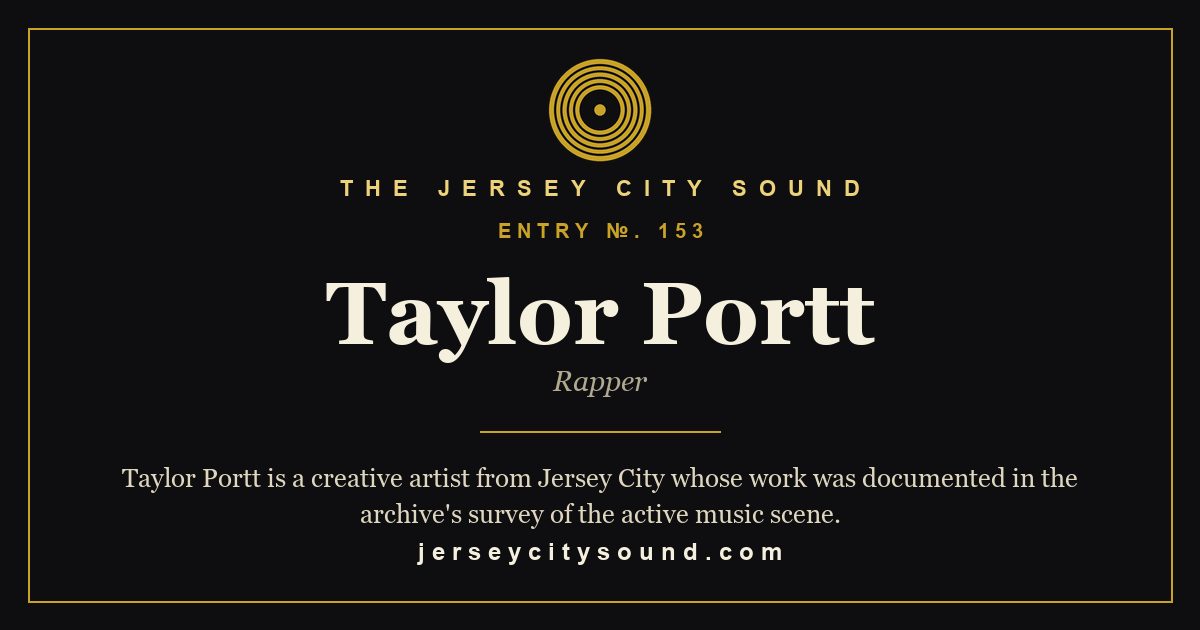 THE JERSEY CITY SOUND
ENTRY №. 153
Taylor Portt
Rapper
Taylor Portt is a creative artist from Jersey City whose work was documented in the
archive's survey of the active music scene.
jerseycitysound.com